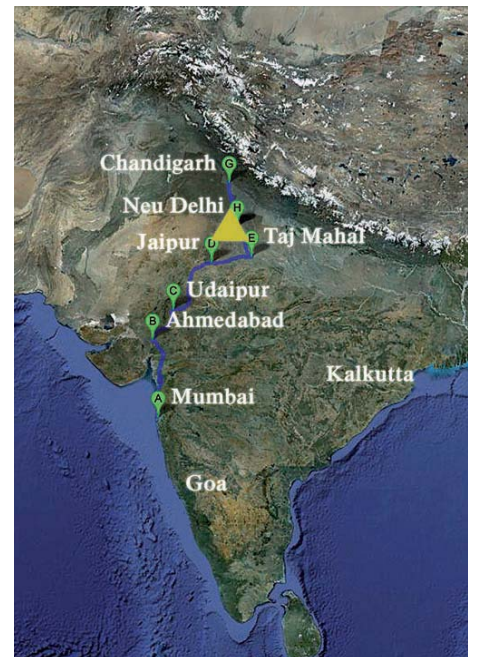 Chandigarh G
Neu Delhi H
Jaipur D
E Taj Mahal
C Udaipur
B Ahmedabad
Kalkutta
A Mumbai
Goa